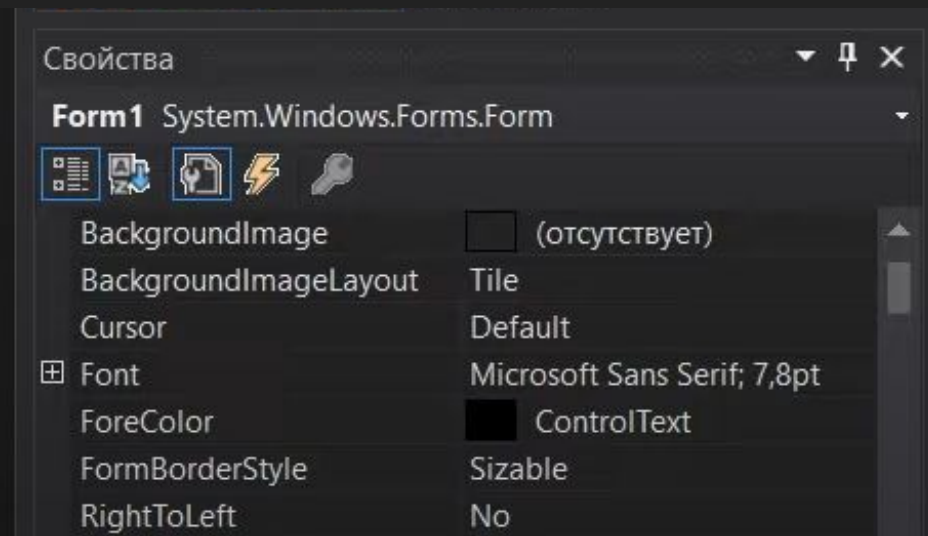 Свойства
Form1 System.Windows.Forms.Form
BackgroundImage (отсутствует)
BackgroundImageLayout Tile
Cursor Default
Font Microsoft Sans Serif; 7,8pt
ForeColor ControlText
FormBorderStyle Sizable
RightToLeft No